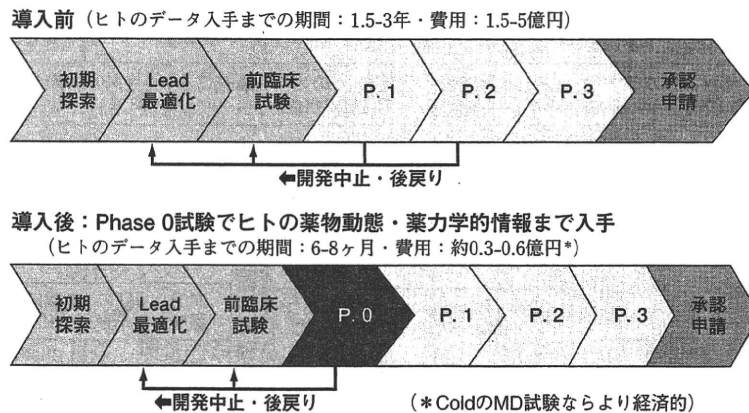 導入前（ヒトのデータ入手までの期間：1.5-3年・費用：1.5-5億円）
初期
探索
Lead
最適化
前臨床
試験
P. 1
P. 2
P. 3
承認
申請
←開発中止・後戻り
導入後：Phase 0試験でヒトの薬物動態・薬力学的情報まで入手
（ヒトのデータ入手までの期間：6-8ヶ月・費用：約0.3-0.6億円*）
初期
探索
Lead
最適化
前臨床
試験
P. 0
P. 1
P. 2
P. 3
承認
申請
←開発中止・後戻り
（＊ColdのMD試験ならより経済的）